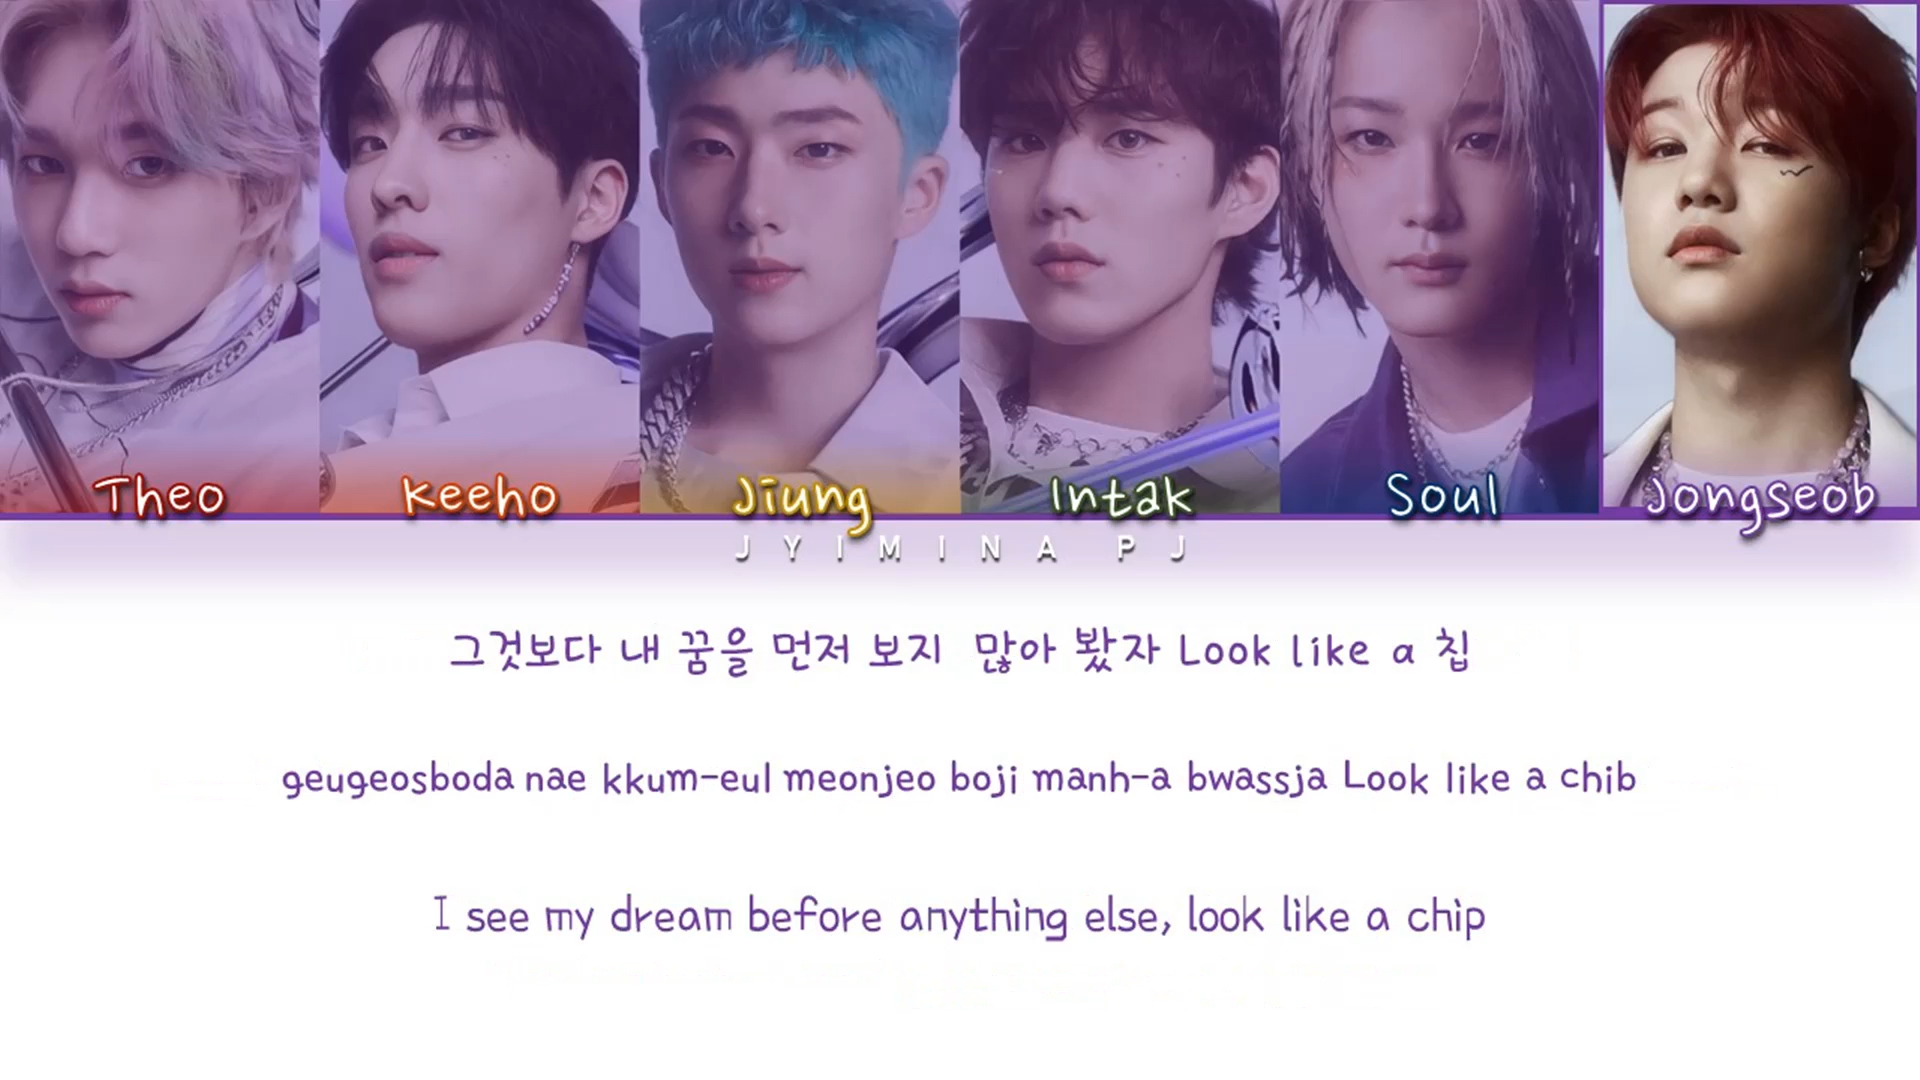 Theo Keeho Jiung Intak Soul Jongseob
JYIMINA PJ
그것보다 내 꿈을 먼저 보지 많아 봤자 Look like a 칩
geugeosboda nae kkum-eul meonjeo boji manh-a bwassja Look like a chib
I see my dream before anything else, look like a chip